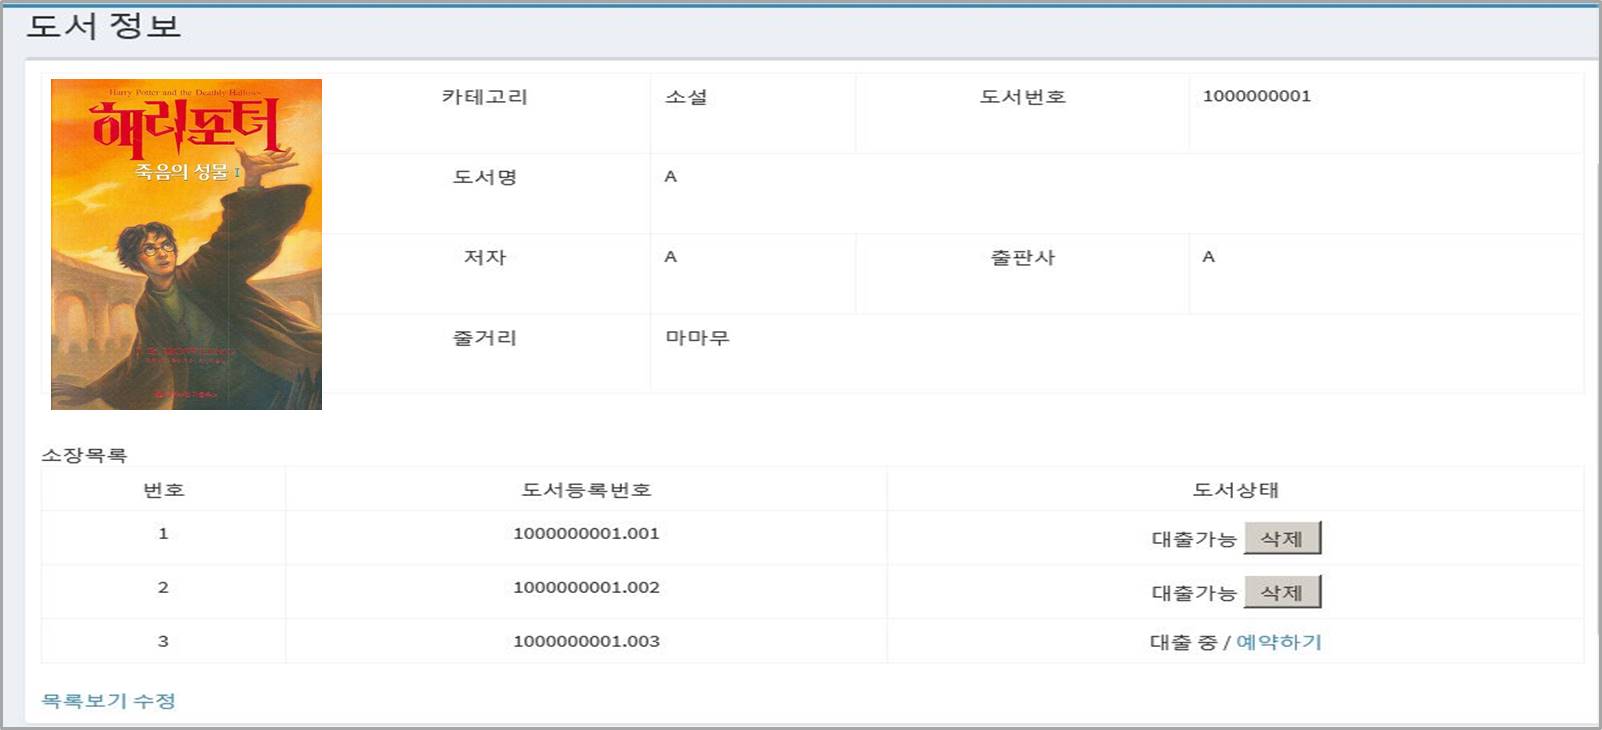 도서 정보
Harry Potter and the Deathly Hallows
해리포터
죽음의 성물 I
카테고리 소설 도서번호 1000000001
도서명 A
저자 A 출판사 A
줄거리 마마무
소장목록
번호 도서등록번호 도서상태
1 1000000001.001 대출가능 삭제
2 1000000001.002 대출가능 삭제
3 1000000001.003 대출 중 / 예약하기
목록보기 수정